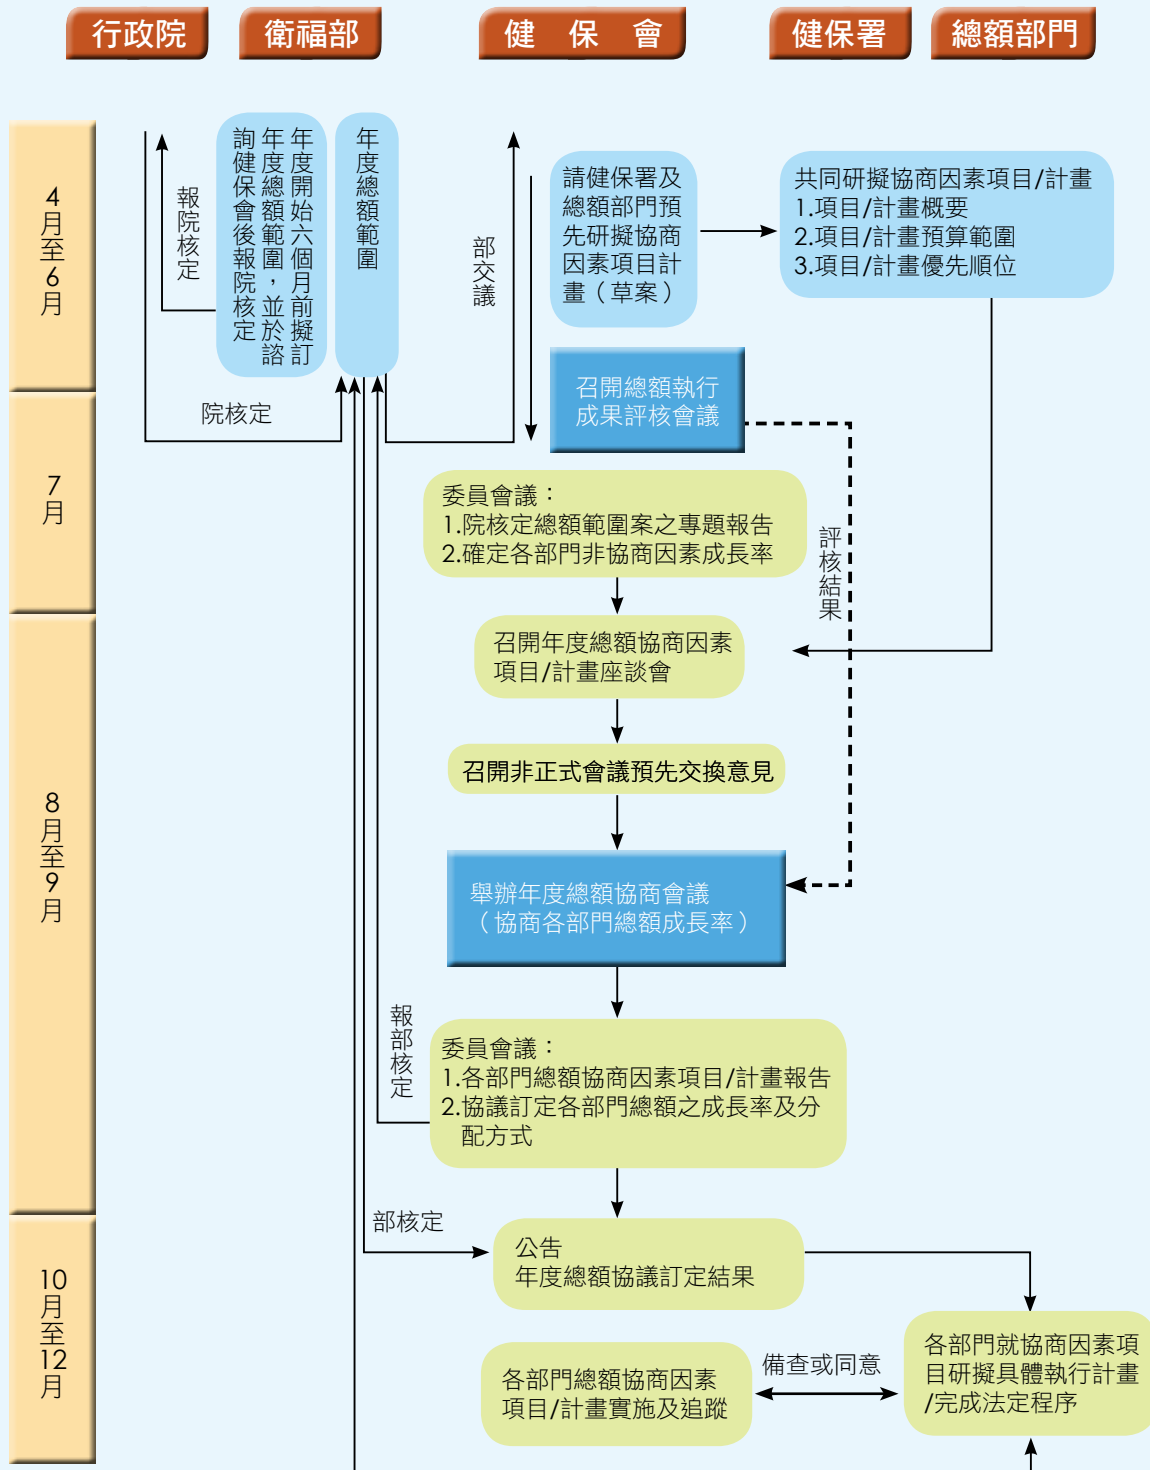 行政院
衛福部
健保會
健保署
總額部門
4月至6月
7月
8月至9月
10月至12月
報院核定
年度開始六個月前擬訂
年度總額範圍，並於諮
詢健保會後報院核定
年度總額範圍
院核定
部交議
請健保署及
總額部門預
先研擬協商
因素項目計
畫（草案）
共同研擬協商因素項目/計畫
1.項目/計畫概要
2.項目/計畫預算範圍
3.項目/計畫優先順位
召開總額執行
成果評核會議
委員會議：
1.院核定總額範圍案之專題報告
2.確定各部門非協商因素成長率
評核結果
召開年度總額協商因素
項目/計畫座談會
召開非正式會議預先交換意見
舉辦年度總額協商會議
（協商各部門總額成長率）
報部核定
委員會議：
1.各部門總額協商因素項目/計畫報告
2.協議訂定各部門總額之成長率及分
配方式
部核定
公告
年度總額協議訂定結果
各部門總額協商因素
項目/計畫實施及追蹤
備查或同意
各部門就協商因素項
目研擬具體執行計畫
/完成法定程序